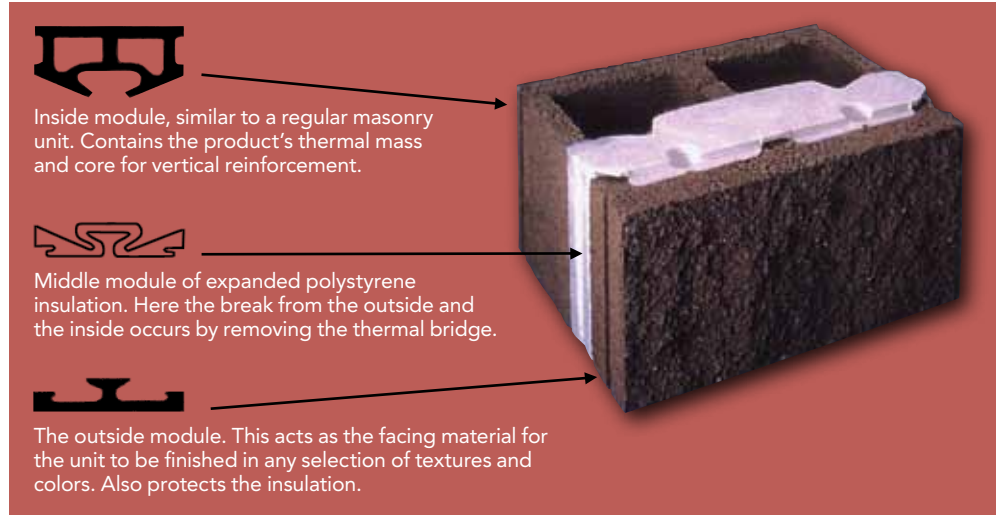 Inside module, similar to a regular masonry
unit. Contains the product’s thermal mass
and core for vertical reinforcement.
Middle module of expanded polystyrene
insulation. Here the break from the outside and
the inside occurs by removing the thermal bridge.
The outside module. This acts as the facing material for
the unit to be finished in any selection of textures and
colors. Also protects the insulation.